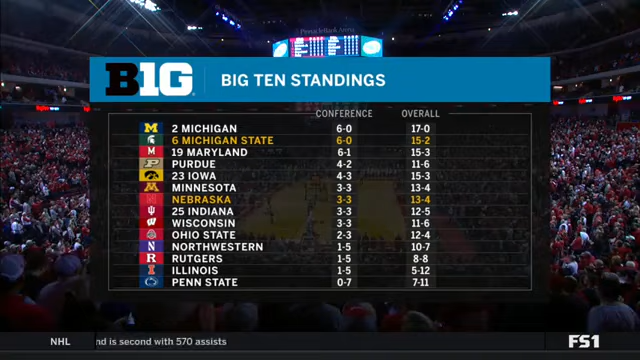 Pinnacle Bank Arena
B1G BIG TEN STANDINGS
CONFERENCE OVERALL
2 MICHIGAN 6-0 17-0
6 MICHIGAN STATE 6-0 15-2
19 MARYLAND 6-1 15-3
PURDUE 4-2 11-6
23 IOWA 4-3 15-3
MINNESOTA 3-3 13-4
NEBRASKA 3-3 13-4
25 INDIANA 3-3 12-5
WISCONSIN 3-3 11-6
OHIO STATE 2-3 12-4
NORTHWESTERN 1-5 10-7
RUTGERS 1-5 8-8
ILLINOIS 1-5 5-12
PENN STATE 0-7 7-11
NHL nd is second with 570 assists FS1